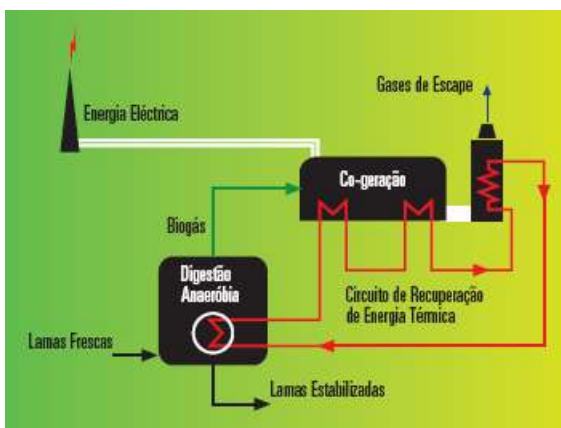 Gases de Escape
Energia Eléctrica
Co-geração
Biogás
Digestão
Anaeróbia
Circuito de Recuperação
de Energia Térmica
Lamas Frescas
Lamas Estabilizadas